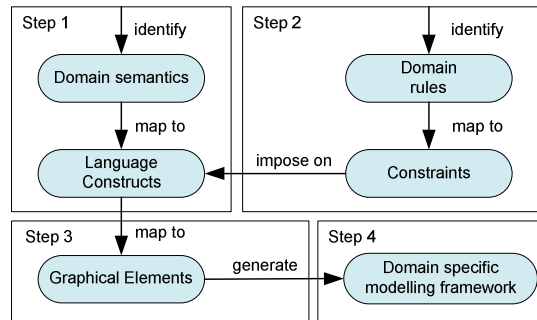 Step 1
identify
Domain semantics
map to
Language
Constructs
Step 2
identify
Domain
rules
map to
Constraints
impose on
map to
Step 3
Graphical Elements
generate
Step 4
Domain specific
modelling framework